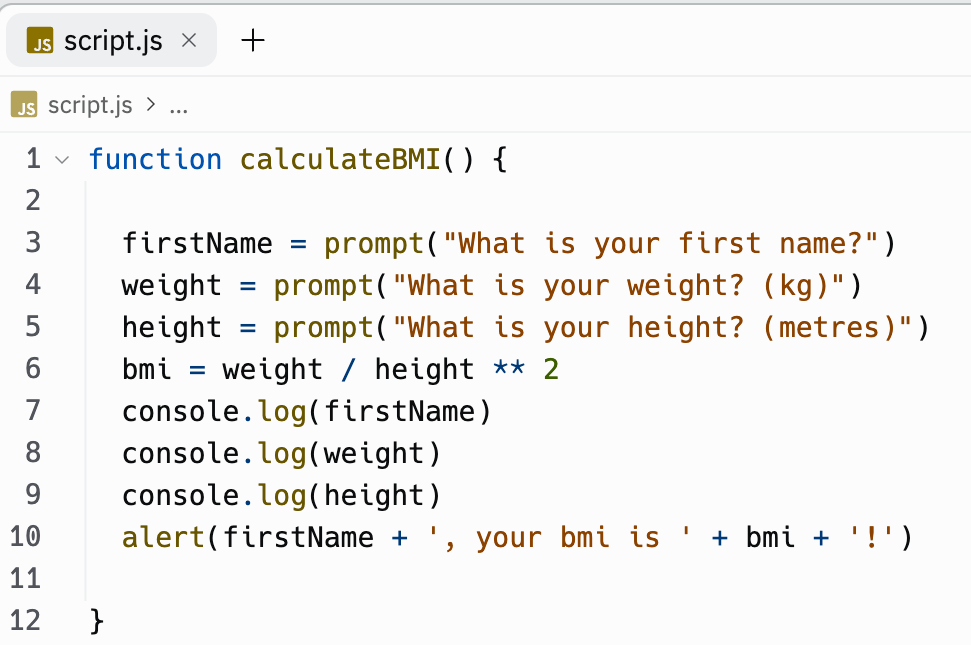 JS script.js × +
JS script.js > ...
1 function calculateBMI() {
2
3 firstName = prompt("What is your first name?")
4 weight = prompt("What is your weight? (kg)")
5 height = prompt("What is your height? (metres)")
6 bmi = weight / height ** 2
7 console.log(firstName)
8 console.log(weight)
9 console.log(height)
10 alert(firstName + ', your bmi is ' + bmi + '!')
11
12 }